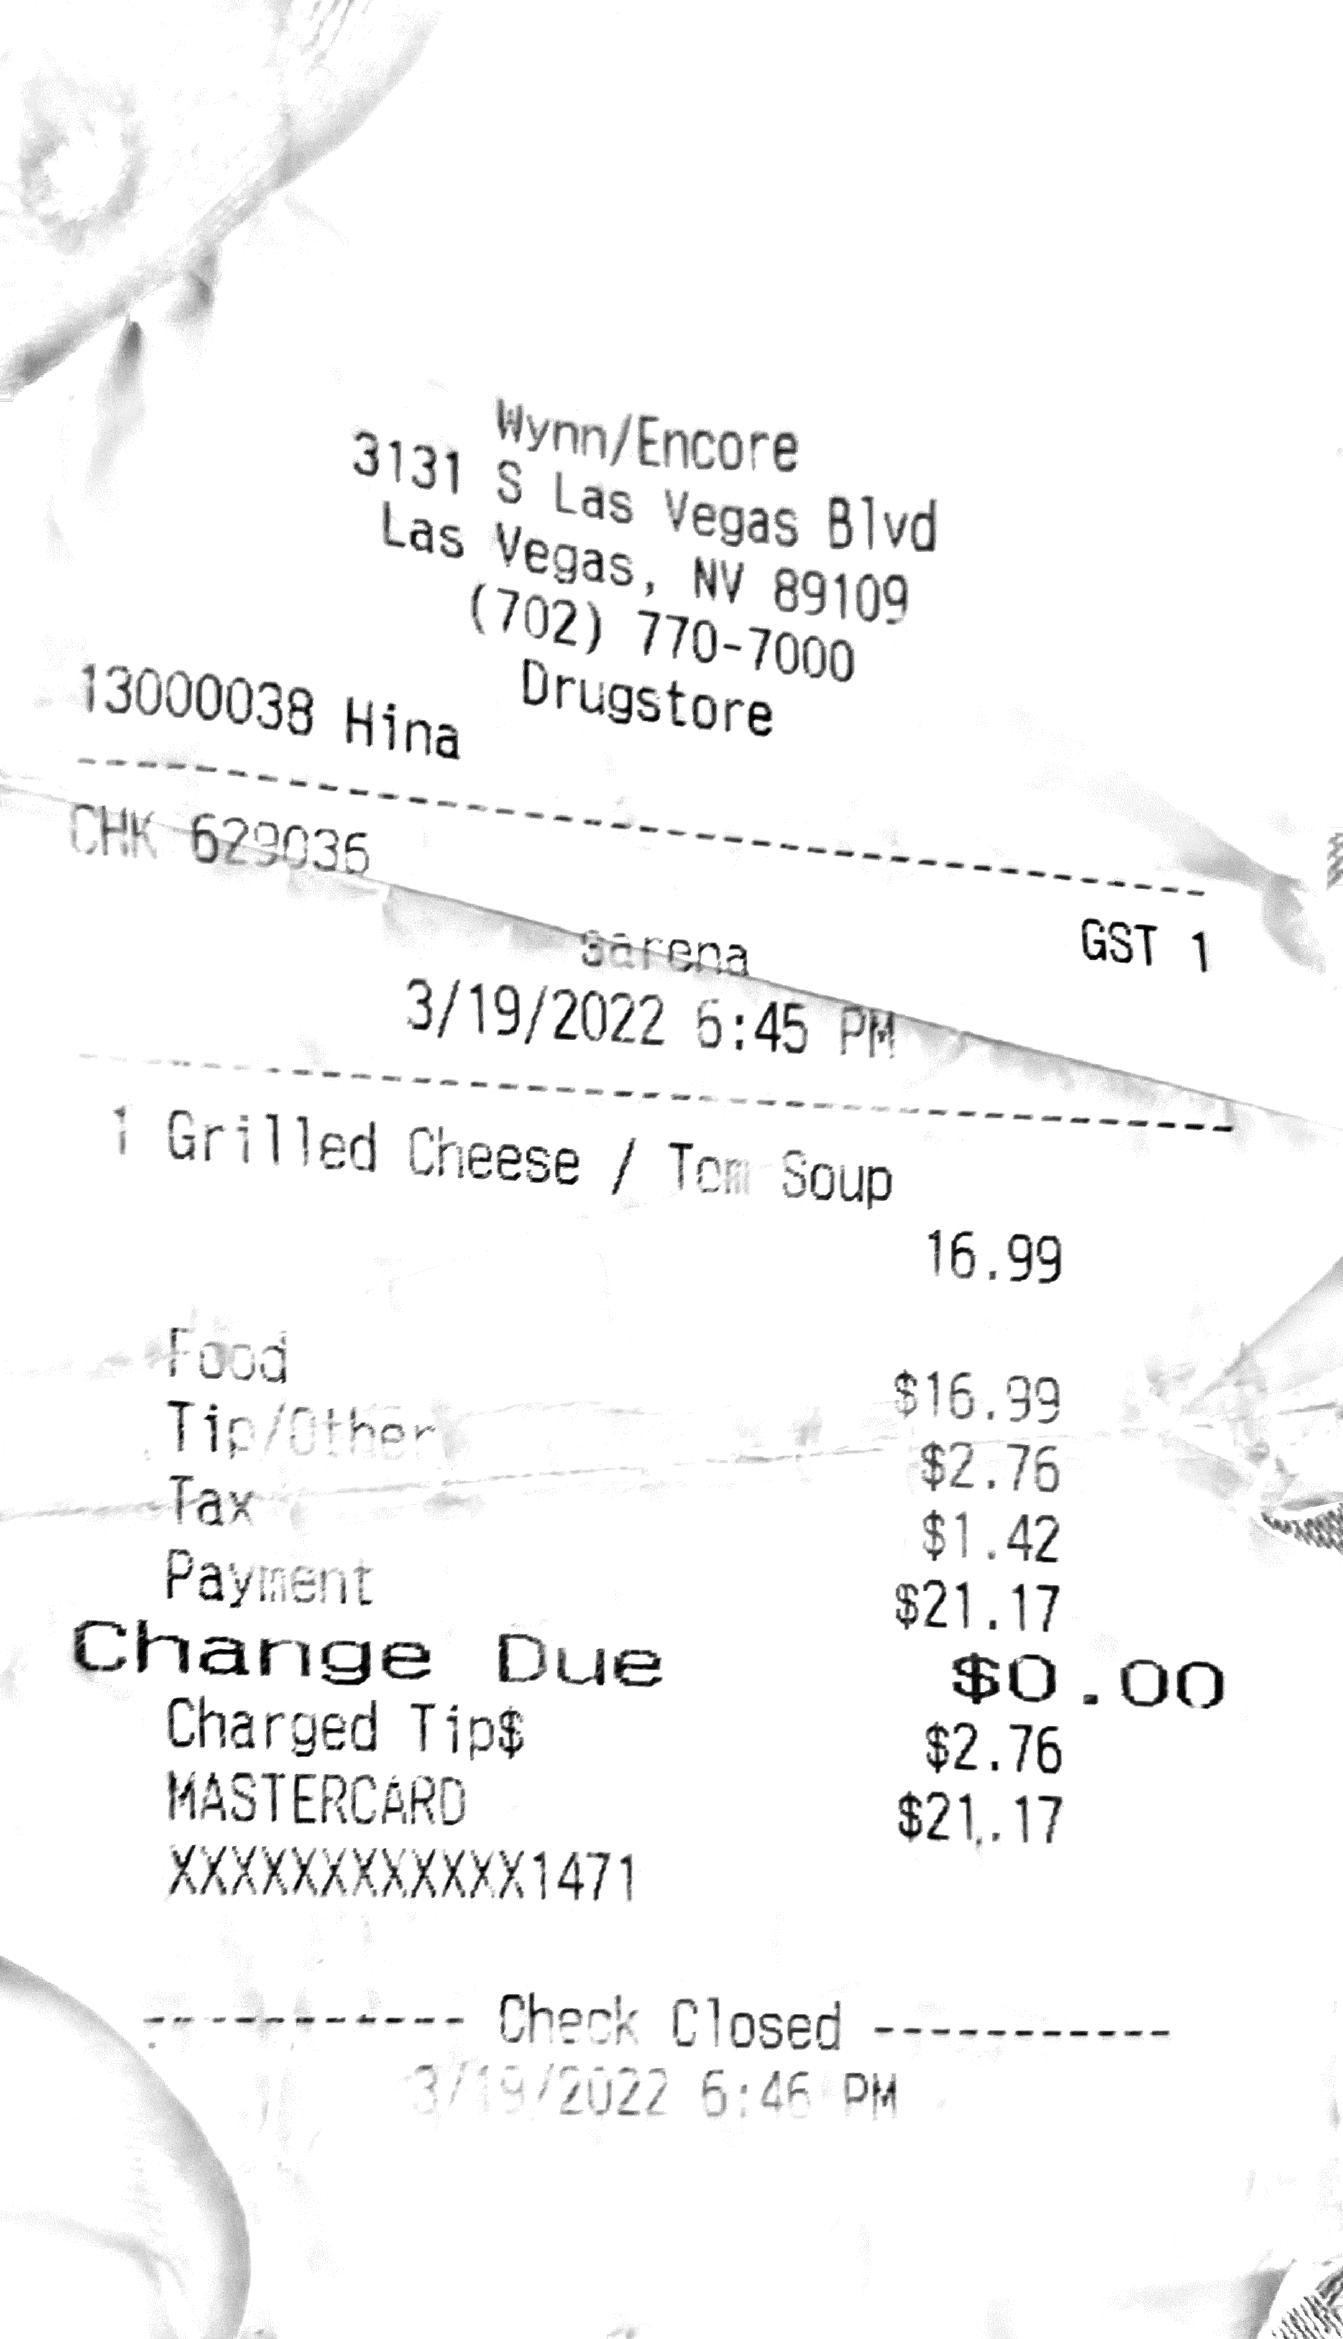 Wynn/Encore
3131 S Las Vegas Blvd
Las Vegas, NV 89109
(702) 770-7000
Drugstore
13000038 Hina
--------------------------------------
CHK 629036 GST 1
Sarena
3/19/2022 6:45 PM
--------------------------------------
1 Grilled Cheese / Tom Soup
16.99
Food $16.99
Tip/Other $2.76
Tax $1.42
Payment $21.17
Change Due $0.00
Charged Tip$ $2.76
MASTERCARD $21.17
XXXXXXXXXXXX1471
----------- Check Closed -----------
3/19/2022 6:46 PM